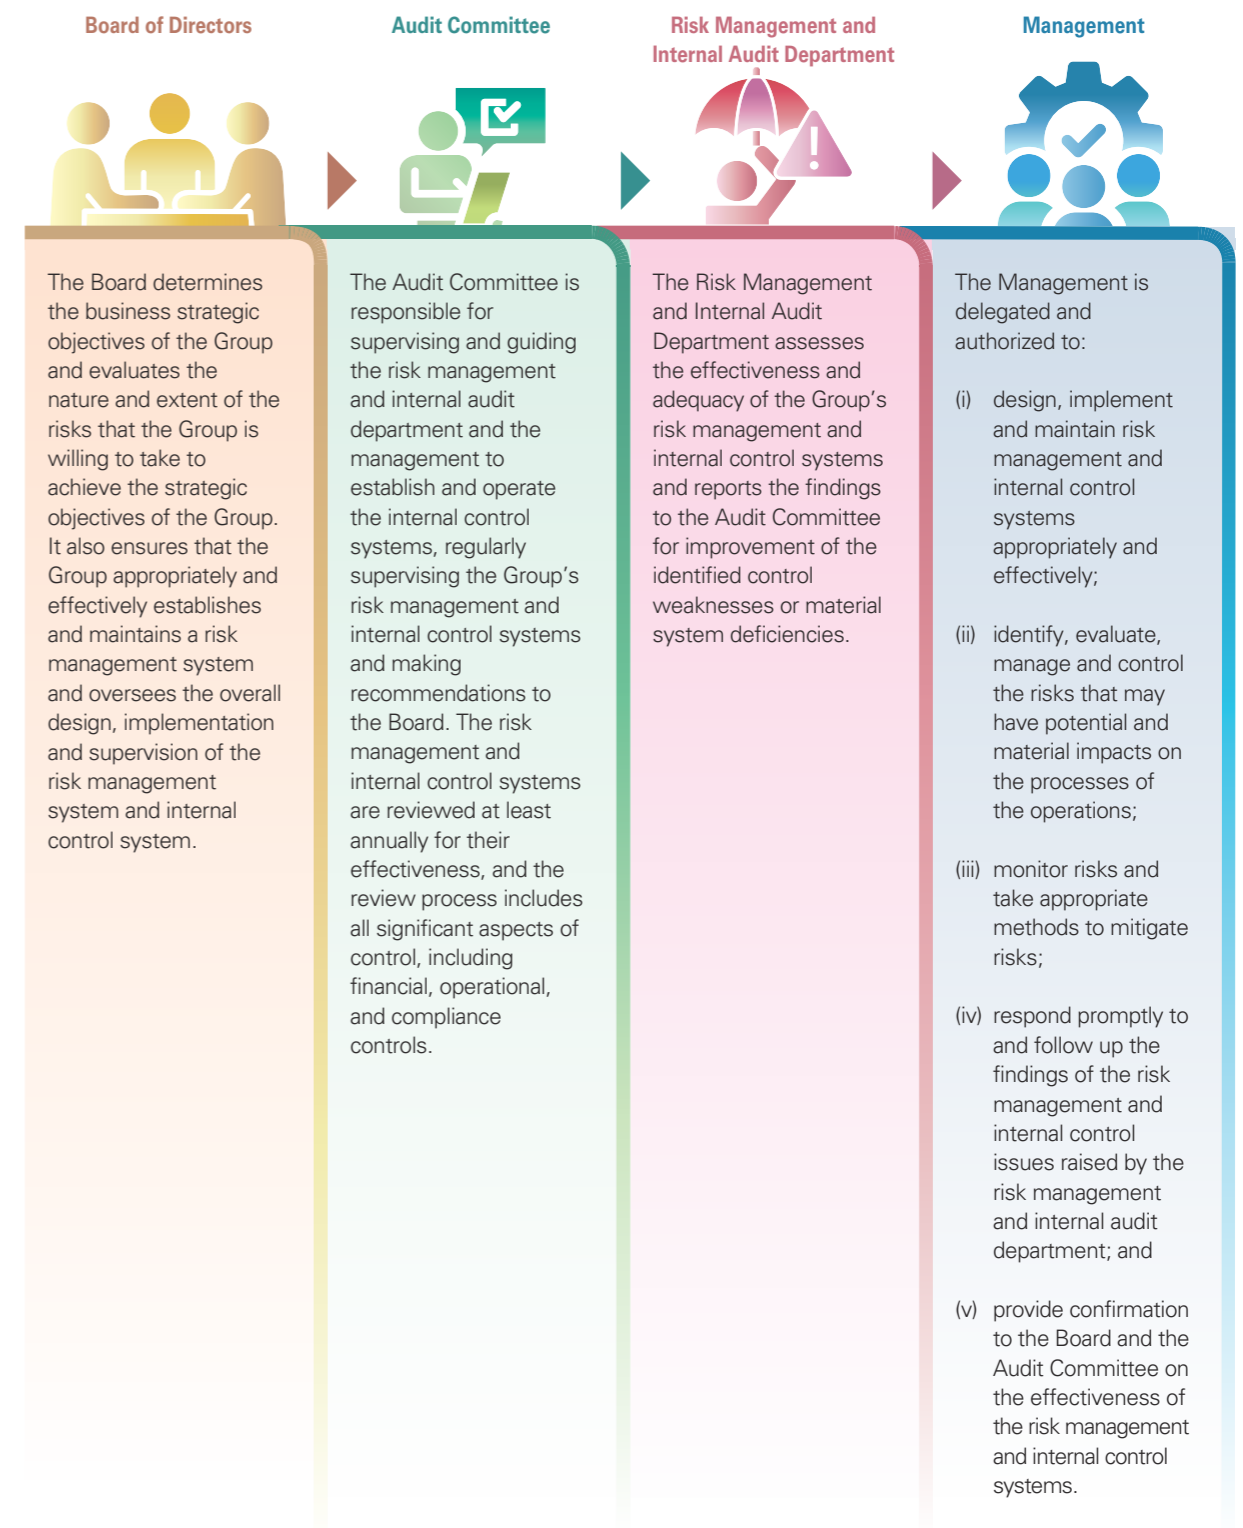 Board of Directors
The Board determines
the business strategic
objectives of the Group
and evaluates the
nature and extent of the
risks that the Group is
willing to take to
achieve the strategic
objectives of the Group.
It also ensures that the
Group appropriately and
effectively establishes
and maintains a risk
management system
and oversees the overall
design, implementation
and supervision of the
risk management
system and internal
control system.
Audit Committee
The Audit Committee is
responsible for
supervising and guiding
the risk management
and internal audit
department and the
management to
establish and operate
the internal control
systems, regularly
supervising the Group's
risk management and
internal control systems
and making
recommendations to
the Board. The risk
management and
internal control systems
are reviewed at least
annually for their
effectiveness, and the
review process includes
all significant aspects of
control, including
financial, operational,
and compliance
controls.
Risk Management and
Internal Audit Department
The Risk Management
and Internal Audit
Department assesses
the effectiveness and
adequacy of the Group's
risk management and
internal control systems
and reports the findings
to the Audit Committee
for improvement of the
identified control
weaknesses or material
system deficiencies.
Management
The Management is
delegated and
authorized to:
(i) design, implement
and maintain risk
management and
internal control
systems
appropriately and
effectively;
(ii) identify, evaluate,
manage and control
the risks that may
have potential and
material impacts on
the processes of
the operations;
(iii) monitor risks and
take appropriate
methods to mitigate
risks;
(iv) respond promptly to
and follow up the
findings of the risk
management and
internal control
issues raised by the
risk management
and internal audit
department; and
(v) provide confirmation
to the Board and the
Audit Committee on
the effectiveness of
the risk management
and internal control
systems.